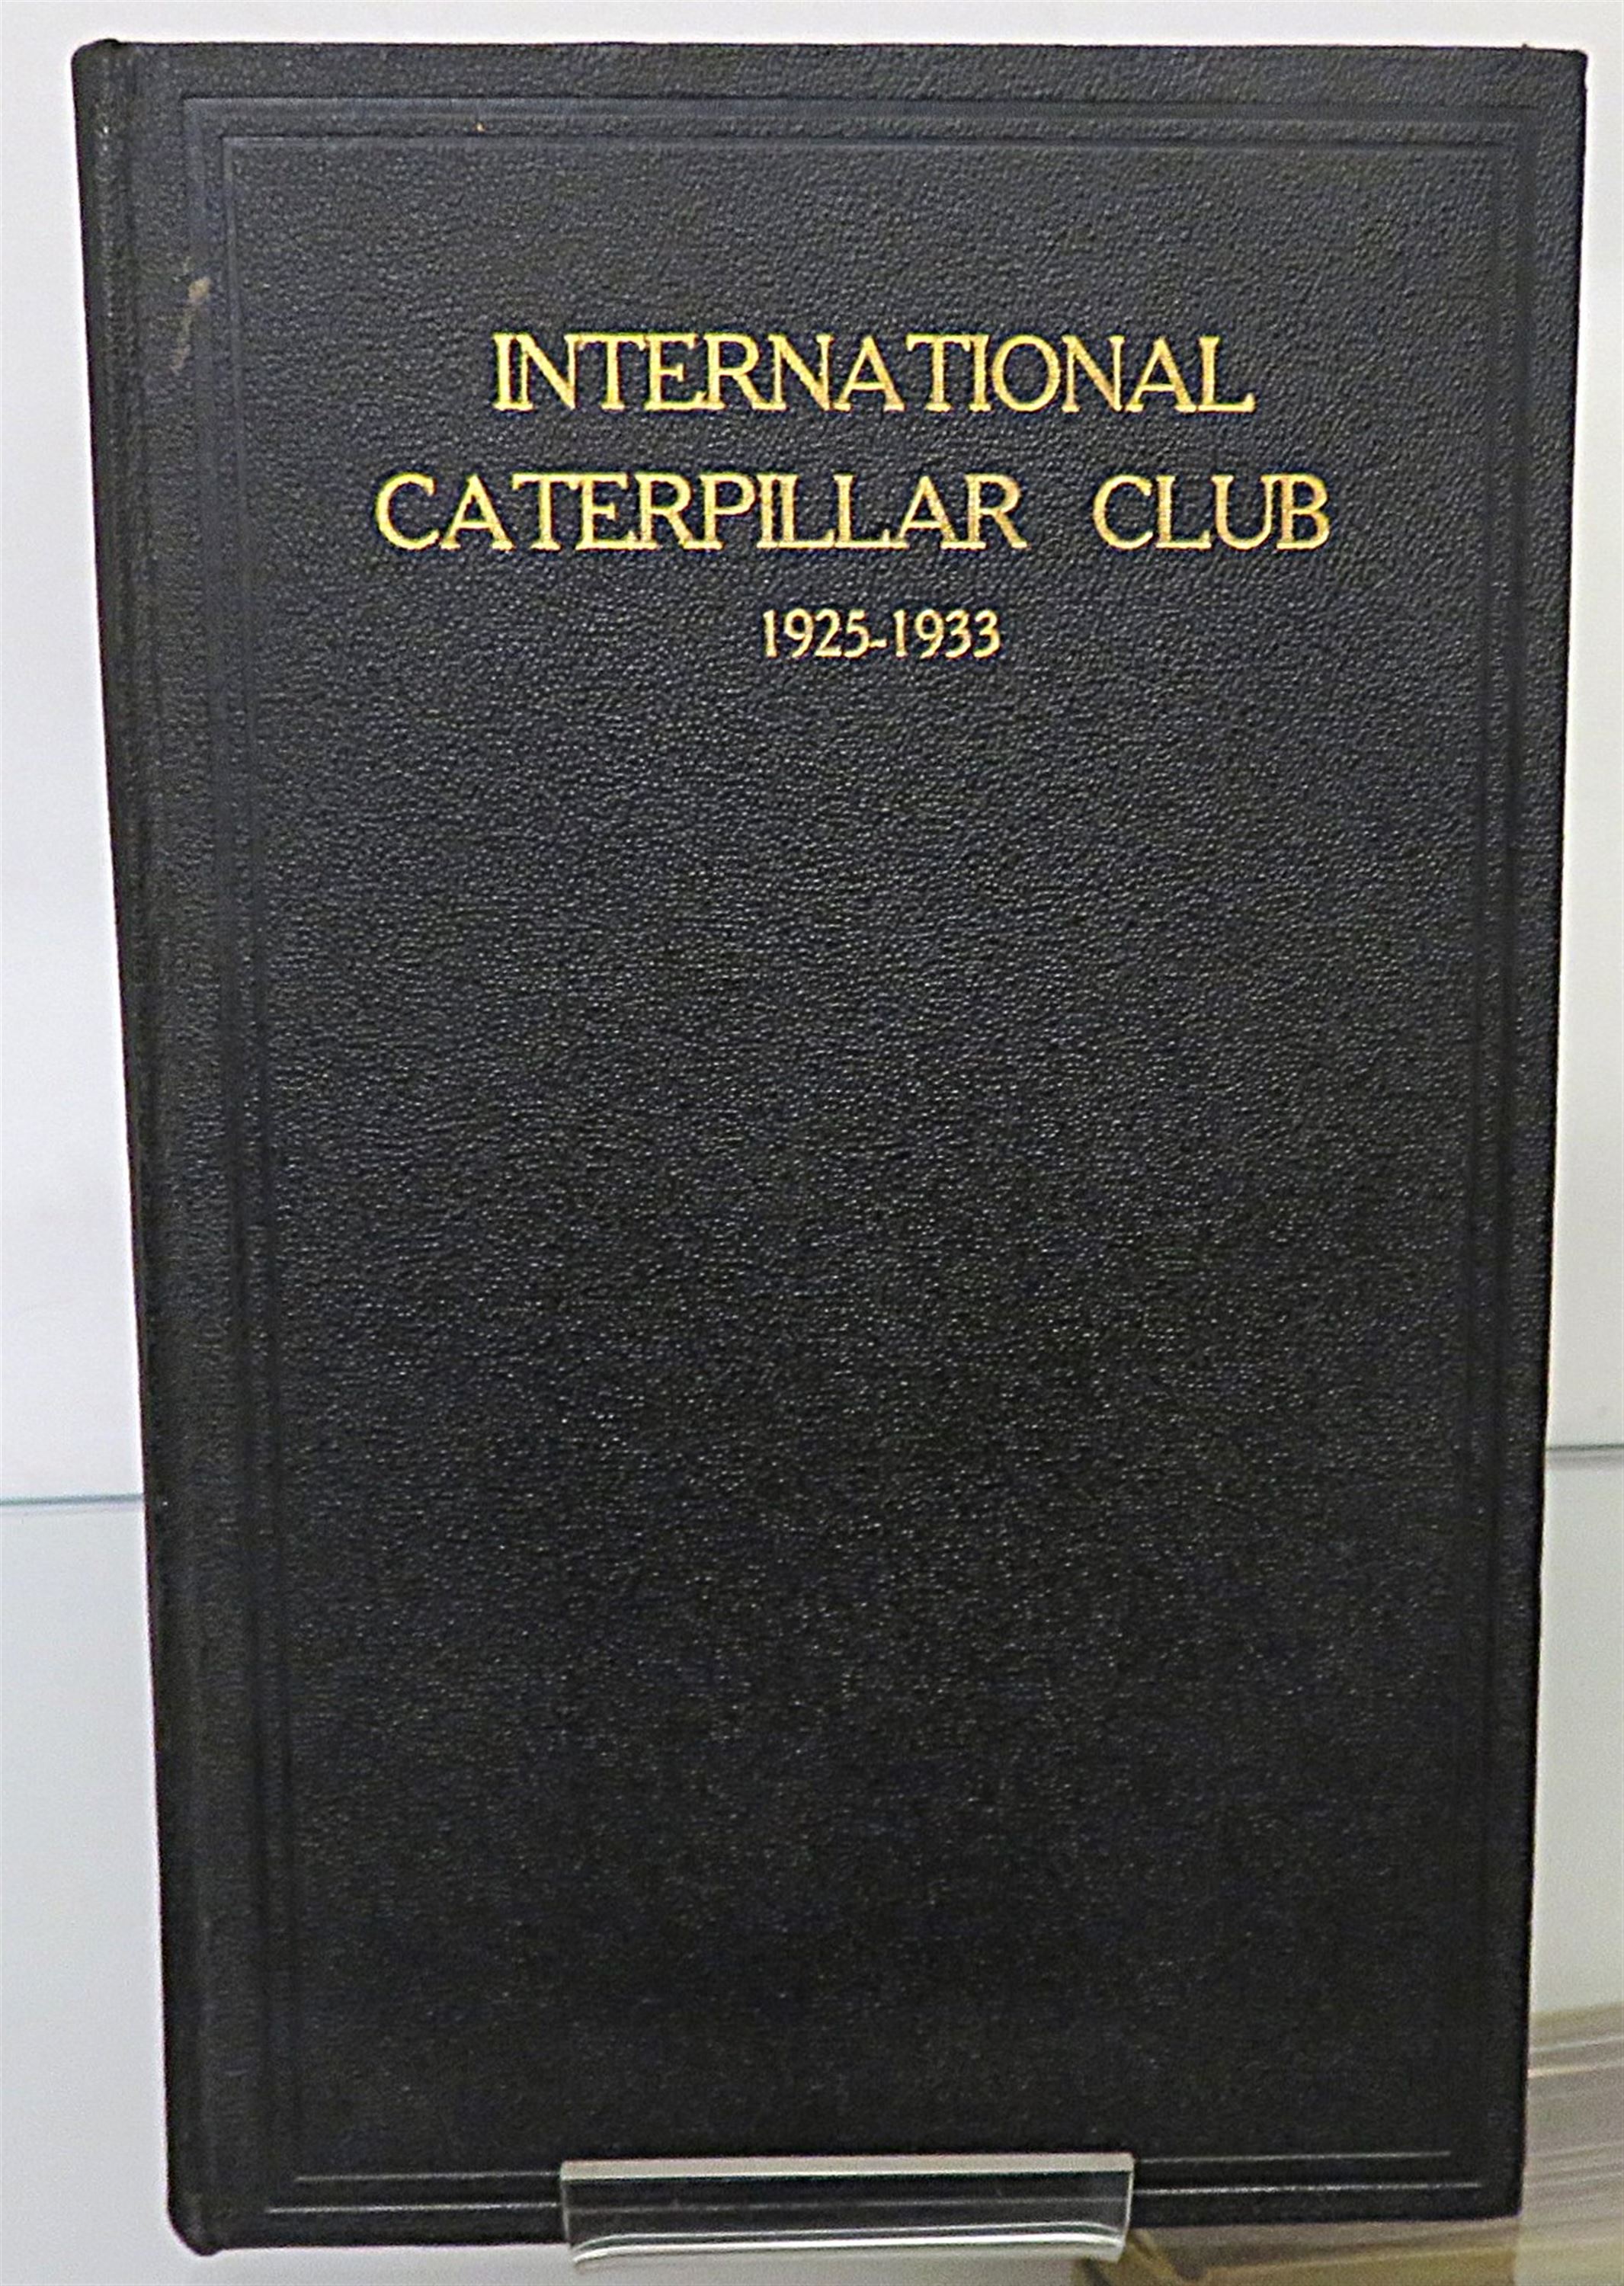 INTERNATIONAL
CATERPILLAR CLUB
1925-1933